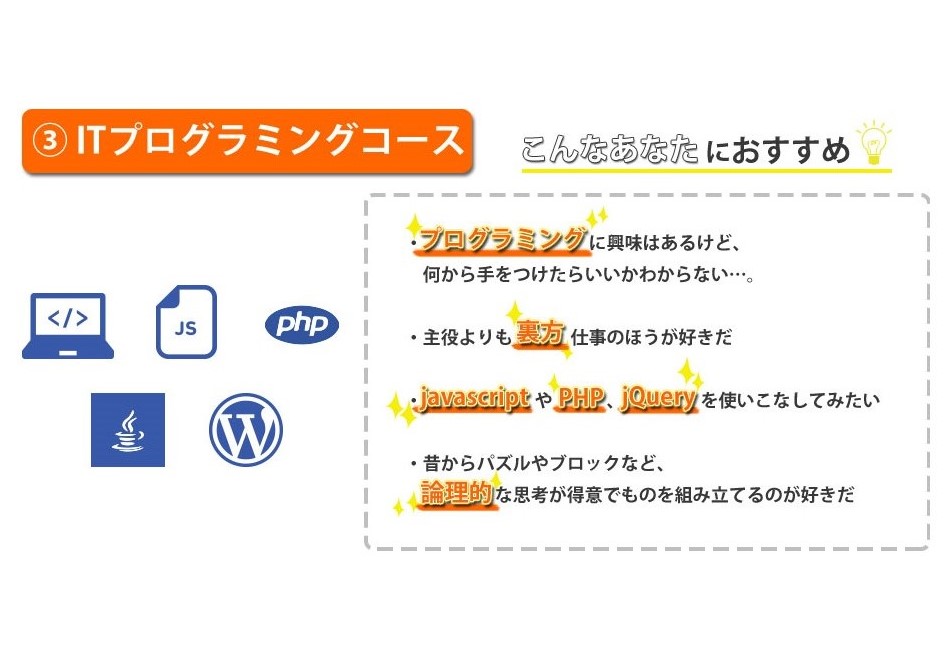 ③ ITプログラミングコース
こんなあなたにおすすめ
・プログラミングに興味はあるけど、
何から手をつけたらいいかわからない…。
・主役よりも裏方仕事のほうが好きだ
・javascriptやPHP、jQueryを使いこなしてみたい
・昔からパズルやブロックなど、
論理的な思考が得意でものを組み立てるのが好きだ
</>
JS
php
W